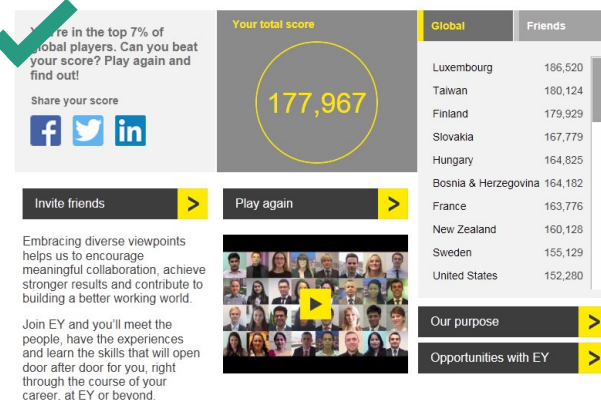 You're in the top 7% of
global players. Can you beat
your score? Play again and
find out!
Share your score
f
in
Your total score
177,967
Global
Friends
Luxembourg 186,520
Taiwan 180,124
Finland 179,929
Slovakia 167,779
Hungary 164,825
Bosnia & Herzegovina 164,182
France 163,776
New Zealand 160,128
Sweden 155,129
United States 152,280
Invite friends >
Play again >
Embracing diverse viewpoints
helps us to encourage
meaningful collaboration, achieve
stronger results and contribute to
building a better working world.
Join EY and you'll meet the
people, have the experiences
and learn the skills that will open
door after door for you, right
through the course of your
career, at EY or beyond.
Our purpose >
Opportunities with EY >